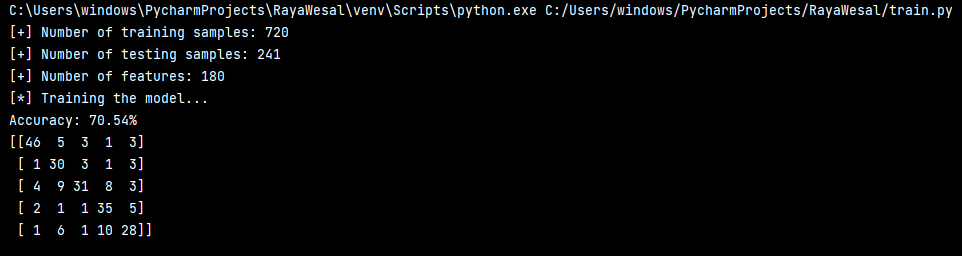 C:\Users\windows\PycharmProjects\RayaWesal\venv\Scripts\python.exe C:/Users/windows/PycharmProjects/RayaWesal/train.py
[+] Number of training samples: 720
[+] Number of testing samples: 241
[+] Number of features: 180
[*] Training the model...
Accuracy: 70.54%
[[46  5  3  1  3]
 [ 1 30  3  1  3]
 [ 4  9 31  8  3]
 [ 2  1  1 35  5]
 [ 1  6  1 10 28]]